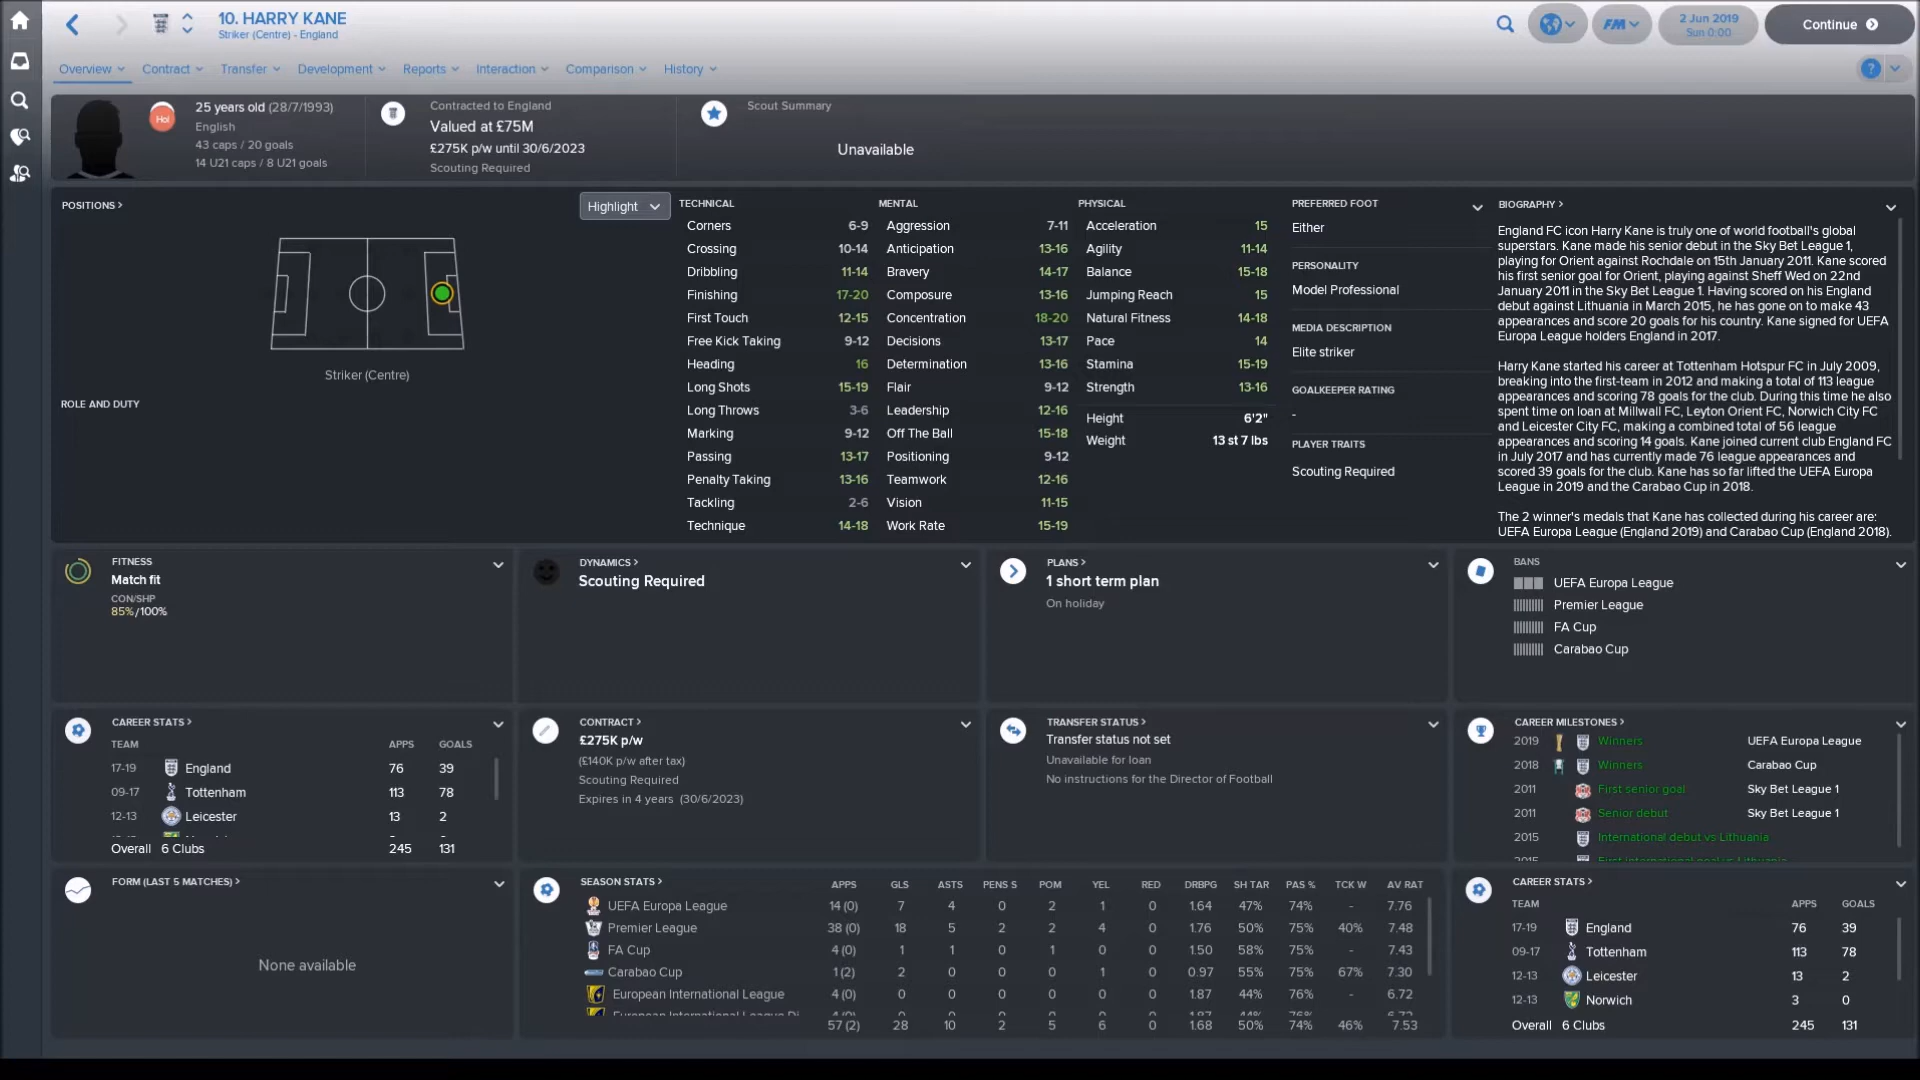 10. HARRY KANE
Striker (Centre) - England
FM
2 Jun 2019
Sun 0:00
Continue
Overview Contract Transfer Development Reports Interaction Comparison History
?
Hol
25 years old (28/7/1993)
English
43 caps / 20 goals
14 U21 caps / 8 U21 goals
Contracted to England
Valued at £75M
£275K p/w until 30/6/2023
Scouting Required
Scout Summary
Unavailable
POSITIONS >
Highlight
Striker (Centre)
ROLE AND DUTY
TECHNICAL
Corners 6-9
Crossing 10-14
Dribbling 11-14
Finishing 17-20
First Touch 12-15
Free Kick Taking 9-12
Heading 16
Long Shots 15-19
Long Throws 3-6
Marking 9-12
Passing 13-17
Penalty Taking 13-16
Tackling 2-6
Technique 14-18
MENTAL
Aggression 7-11
Anticipation 13-16
Bravery 14-17
Composure 13-16
Concentration 18-20
Decisions 13-17
Determination 13-16
Flair 9-12
Leadership 12-16
Off The Ball 15-18
Positioning 9-12
Teamwork 12-16
Vision 11-15
Work Rate 15-19
PHYSICAL
Acceleration 15
Agility 11-14
Balance 15-18
Jumping Reach 15
Natural Fitness 14-18
Pace 14
Stamina 15-19
Strength 13-16
Height 6'2"
Weight 13 st 7 lbs
PREFERRED FOOT
Either
PERSONALITY
Model Professional
MEDIA DESCRIPTION
Elite striker
GOALKEEPER RATING
-
PLAYER TRAITS
Scouting Required
BIOGRAPHY >
England FC icon Harry Kane is truly one of world football's global
superstars. Kane made his senior debut in the Sky Bet League 1,
playing for Orient against Rochdale on 15th January 2011. Kane scored
his first senior goal for Orient, playing against Sheff Wed on 22nd
January 2011 in the Sky Bet League 1. Having scored on his England
debut against Lithuania in March 2015, he has gone on to make 43
appearances and score 20 goals for his country. Kane signed for UEFA
Europa League holders England in 2017.
Harry Kane started his career at Tottenham Hotspur FC in July 2009,
breaking into the first-team in 2012 and making a total of 113 league
appearances and scoring 78 goals for the club. During this time he also
spent time on loan at Millwall FC, Leyton Orient FC, Norwich City FC
and Leicester City FC, making a combined total of 56 league
appearances and scoring 14 goals. Kane joined current club England FC
in July 2017 and has currently made 76 league appearances and
scored 39 goals for the club. Kane has so far lifted the UEFA Europa
League in 2019 and the Carabao Cup in 2018.
The 2 winner's medals that Kane has collected during his career are:
UEFA Europa League (England 2019) and Carabao Cup (England 2018).
FITNESS
Match fit
CON/SHP
85%/100%
DYNAMICS >
Scouting Required
PLANS >
1 short term plan
On holiday
BANS
UEFA Europa League
Premier League
FA Cup
Carabao Cup
CAREER STATS >
TEAM APPS GOALS
17-19 England 76 39
09-17 Tottenham 113 78
12-13 Leicester 13 2
Overall 6 Clubs 245 131
CONTRACT >
£275K p/w
(£140K p/w after tax)
Scouting Required
Expires in 4 years (30/6/2023)
TRANSFER STATUS >
Transfer status not set
Unavailable for loan
No instructions for the Director of Football
CAREER MILESTONES >
2019 Winners UEFA Europa League
2018 Winners Carabao Cup
2011 First senior goal Sky Bet League 1
2011 Senior debut Sky Bet League 1
2015 International debut vs Lithuania
2015 First international goal vs Lithuania
FORM (LAST 5 MATCHES) >
None available
SEASON STATS > APPS GLS ASTS PENS S POM YEL RED DRBPG SH TAR PAS % TCK W AV RAT
UEFA Europa League 14 (0) 7 4 0 2 1 0 1.64 47% 74% - 7.76
Premier League 38 (0) 18 5 2 2 4 0 1.76 50% 75% 40% 7.48
FA Cup 4 (0) 1 1 0 1 0 0 1.50 58% 75% - 7.43
Carabao Cup 1 (2) 2 0 0 0 1 0 0.97 55% 75% 67% 7.30
European International League 4 (0) 0 0 0 0 0 0 1.87 44% 76% - 6.72
57 (2) 28 10 2 5 6 0 1.68 50% 74% 46% 7.53
CAREER STATS >
TEAM APPS GOALS
17-19 England 76 39
09-17 Tottenham 113 78
12-13 Leicester 13 2
12-13 Norwich 3 0
Overall 6 Clubs 245 131